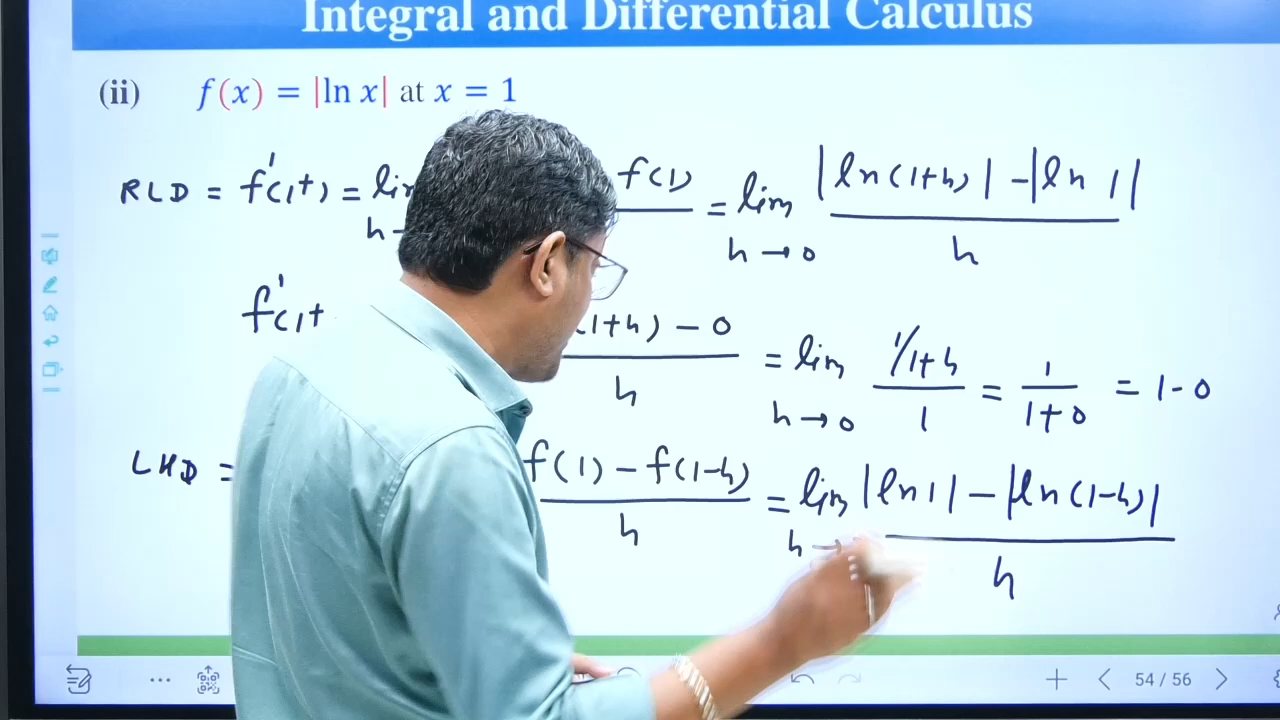 Integral and Differential Calculus
(ii) f(x) = |ln x| at x = 1
RLD = f'(1+) = lim h→ f(1) / = lim h→0 |ln(1+h)| - |ln 1| / h
f'(1+ (1+h) - 0 / h = lim h→0 1/1+h / 1 = 1 / 1+0 = 1-0
LHD = f(1) - f(1-h) / h = lim h→ |ln 1| - |ln(1-h)| / h
54 / 56